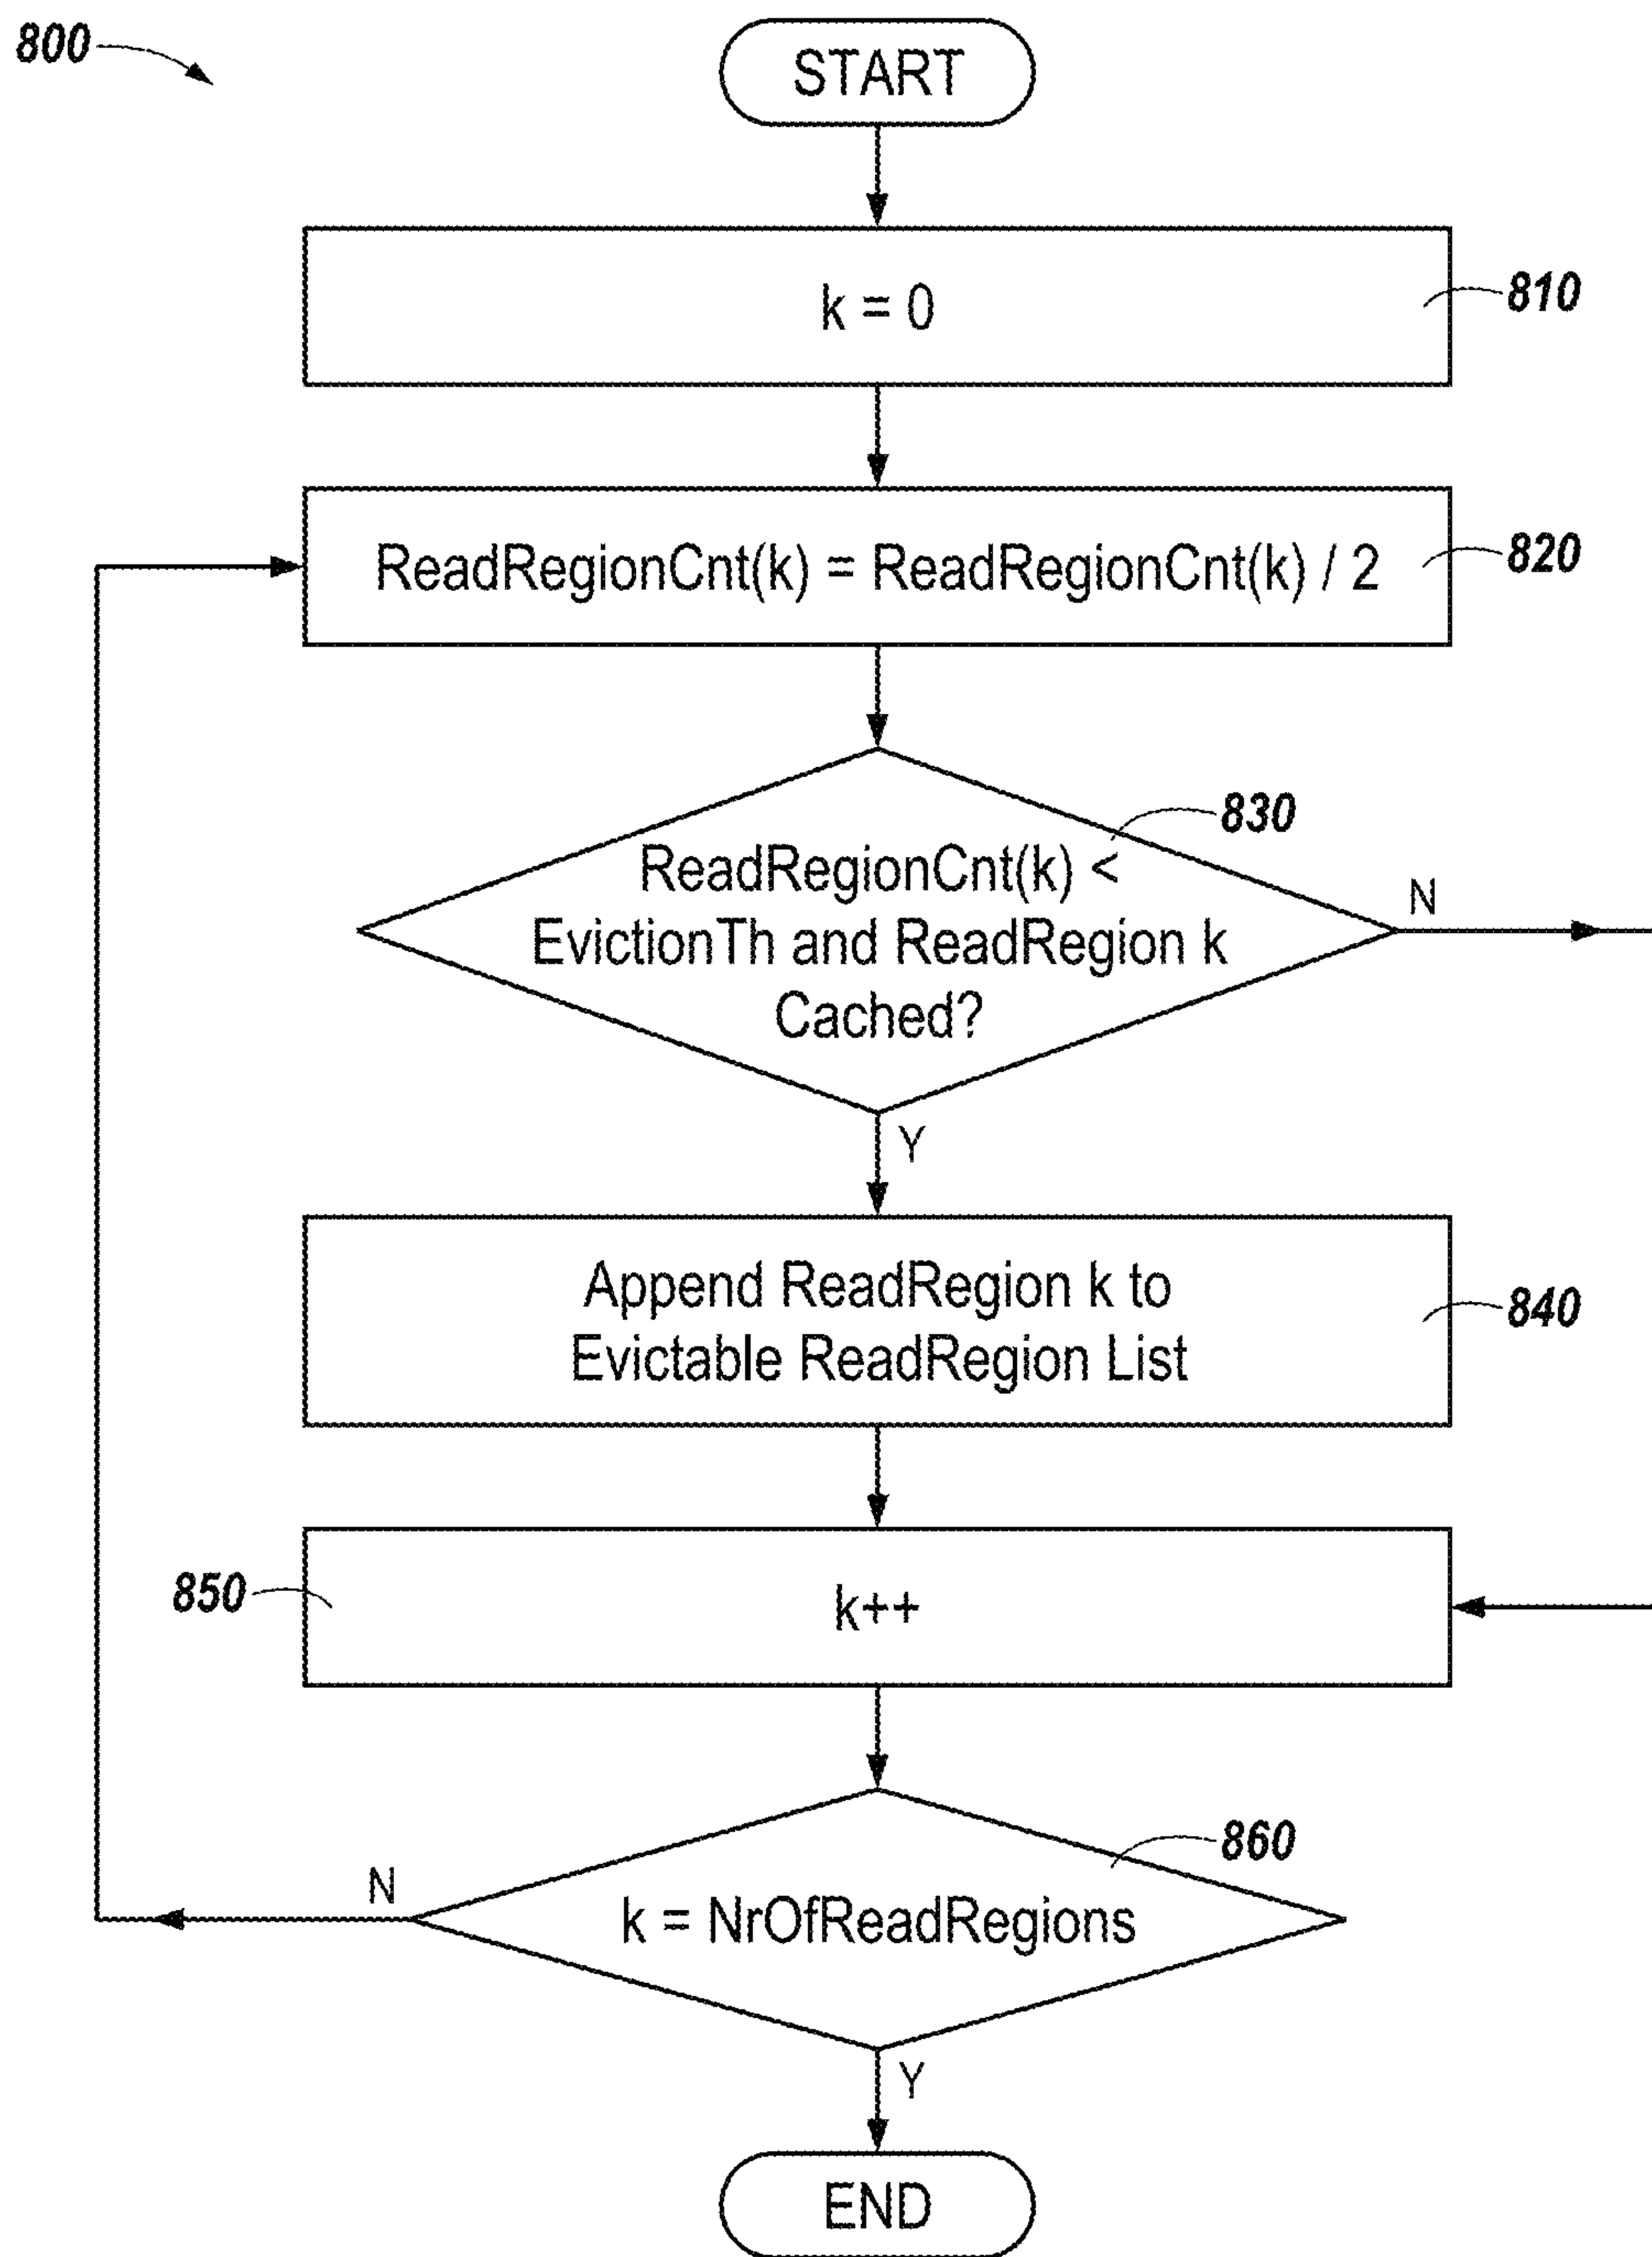 800
START
k = 0
810
ReadRegionCnt(k) = ReadRegionCnt(k) / 2
820
830
ReadRegionCnt(k) <
EvictionTh and ReadRegion k
Cached?
N
Y
Append ReadRegion k to
Evictable ReadRegion List
840
850
k++
860
N
k = NrOfReadRegions
Y
END